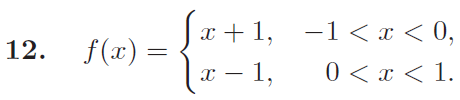 12. f(x) = { x + 1, −1 < x < 0,
x − 1, 0 < x < 1.